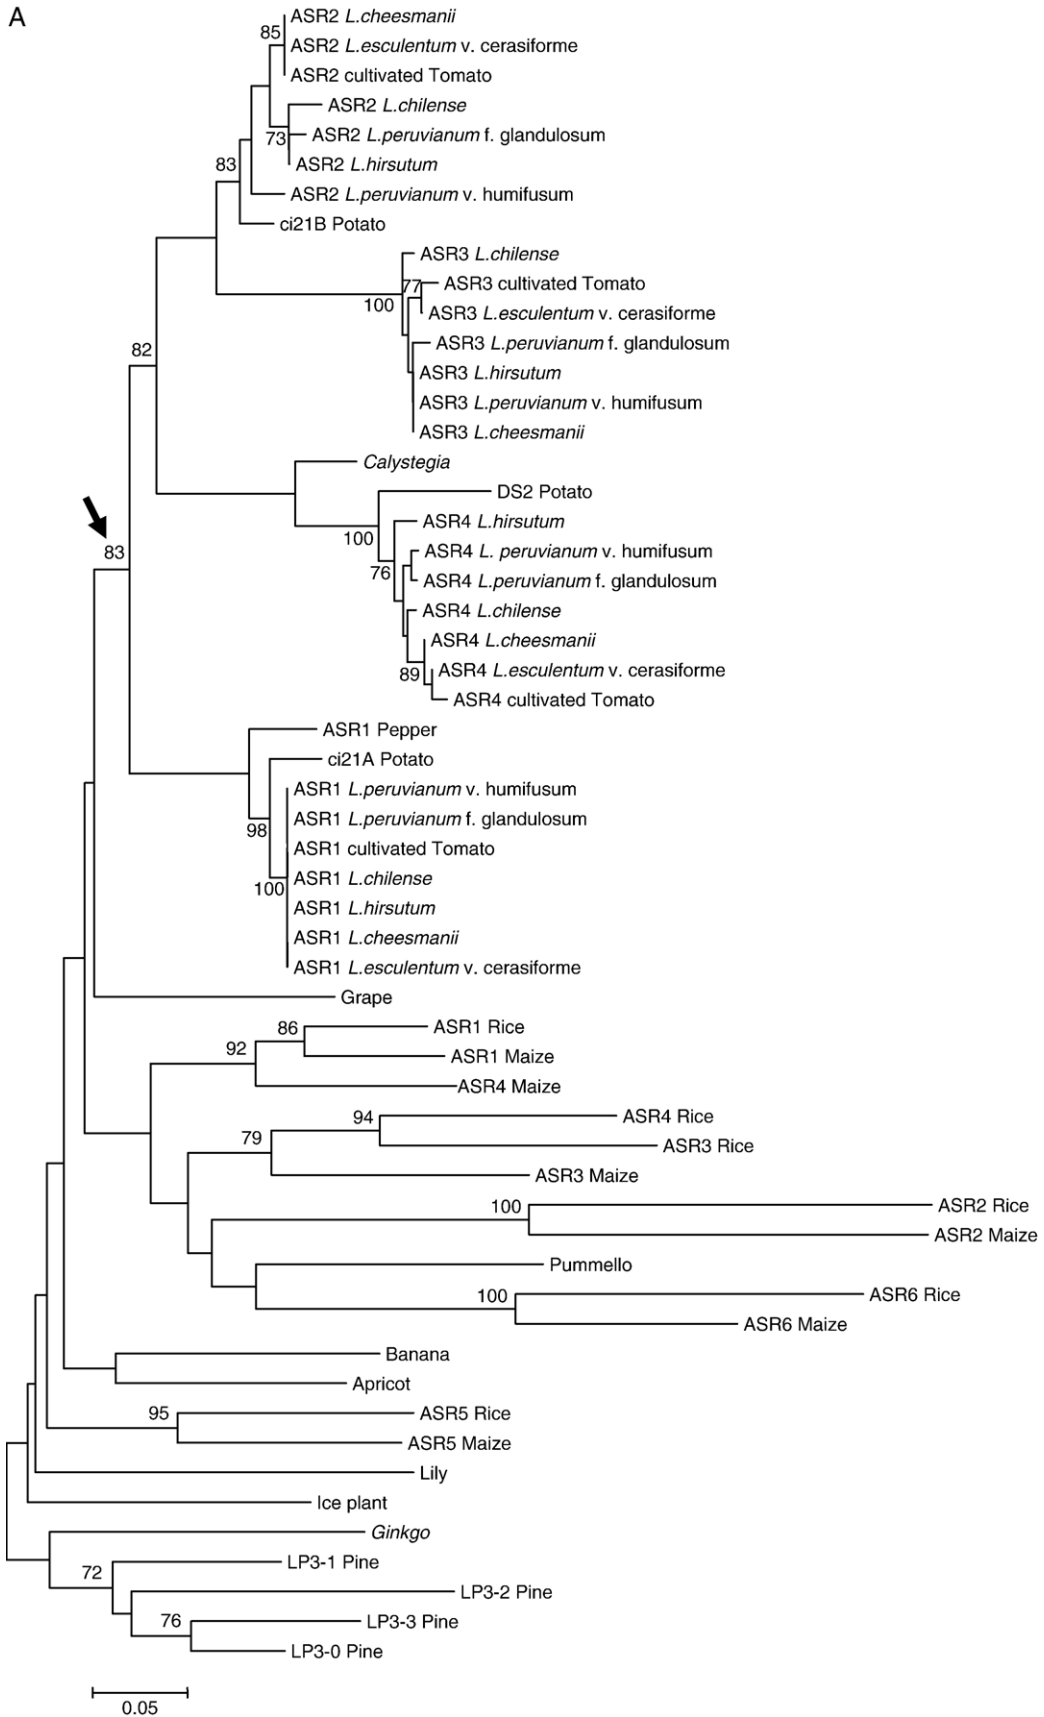 A
ASR2 L.cheesmanii
85
ASR2 L.esculentum v. cerasiforme
ASR2 cultivated Tomato
ASR2 L.chilense
73
ASR2 L.peruvianum f. glandulosum
ASR2 L.hirsutum
83
ASR2 L.peruvianum v. humifusum
ci21B Potato
ASR3 L.chilense
77
ASR3 cultivated Tomato
100
ASR3 L.esculentum v. cerasiforme
ASR3 L.peruvianum f. glandulosum
82
ASR3 L.hirsutum
ASR3 L.peruvianum v. humifusum
ASR3 L.cheesmanii
Calystegia
DS2 Potato
ASR4 L.hirsutum
100
83
ASR4 L. peruvianum v. humifusum
76
ASR4 L.peruvianum f. glandulosum
ASR4 L.chilense
ASR4 L.cheesmanii
89
ASR4 L.esculentum v. cerasiforme
ASR4 cultivated Tomato
ASR1 Pepper
ci21A Potato
ASR1 L.peruvianum v. humifusum
ASR1 L.peruvianum f. glandulosum
98
ASR1 cultivated Tomato
ASR1 L.chilense
100
ASR1 L.hirsutum
ASR1 L.cheesmanii
ASR1 L.esculentum v. cerasiforme
Grape
86
ASR1 Rice
92
ASR1 Maize
ASR4 Maize
94
ASR4 Rice
79
ASR3 Rice
ASR3 Maize
100
ASR2 Rice
ASR2 Maize
Pummello
100
ASR6 Rice
ASR6 Maize
Banana
Apricot
95
ASR5 Rice
ASR5 Maize
Lily
Ice plant
Ginkgo
72
LP3-1 Pine
LP3-2 Pine
76
LP3-3 Pine
LP3-0 Pine
0.05